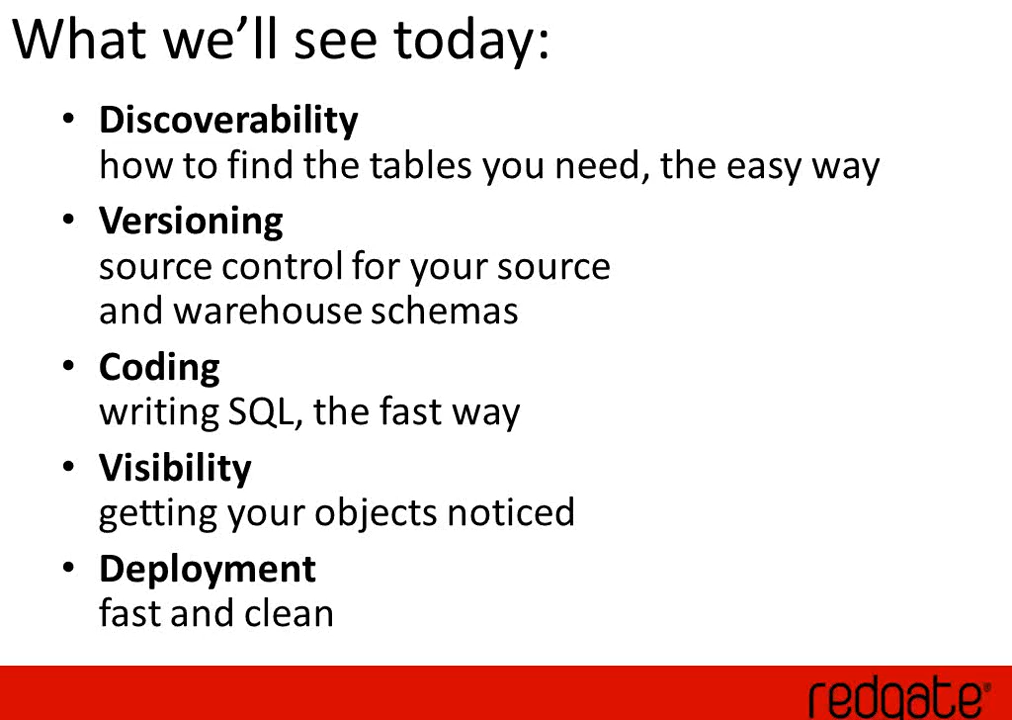 What we’ll see today:
• Discoverability
how to find the tables you need, the easy way
• Versioning
source control for your source
and warehouse schemas
• Coding
writing SQL, the fast way
• Visibility
getting your objects noticed
• Deployment
fast and clean
redgate®